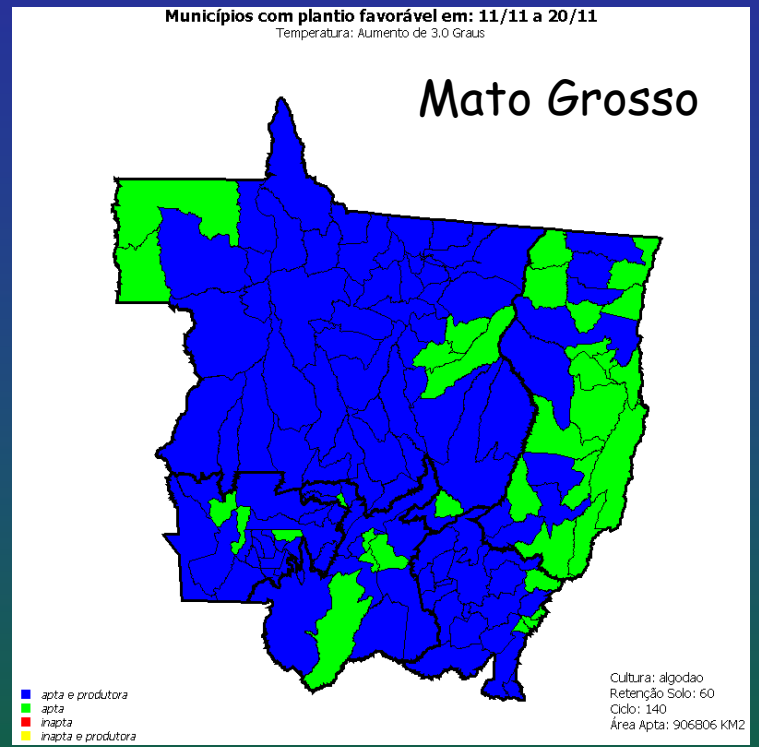 Municípios com plantio favorável em: 11/11 a 20/11
Temperatura: Aumento de 3.0 Graus
Mato Grosso
apta e produtora
apta
inapta
inapta e produtora
Cultura: algodao
Retenção Solo: 60
Ciclo: 140
Área Apta: 906806 KM2